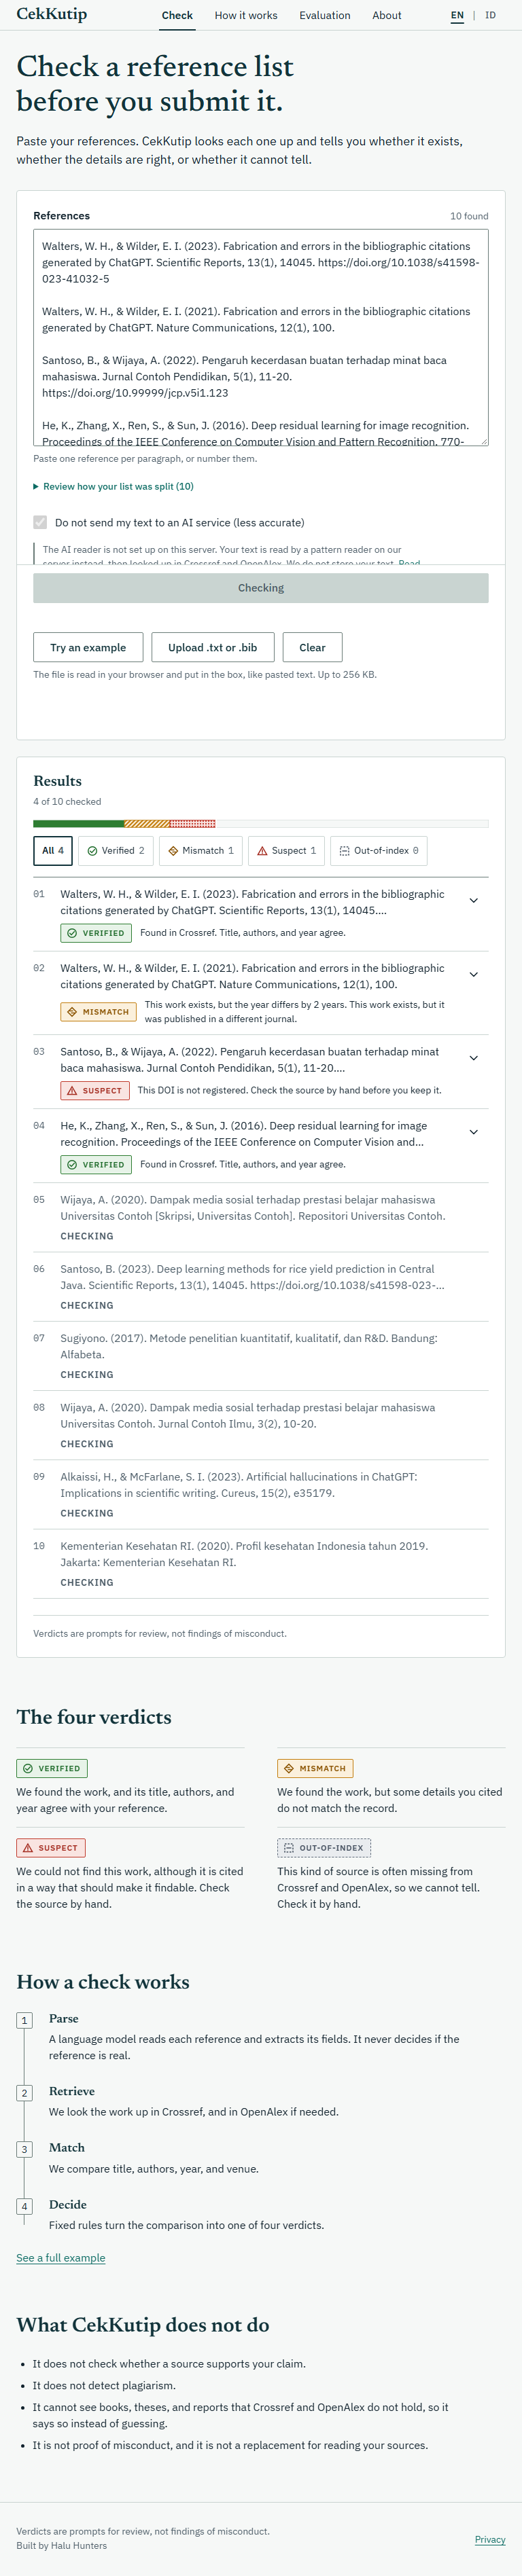 CekKutip
Check
How it works
Evaluation
About
EN | ID
Check a reference list
before you submit it.
Paste your references. CekKutip looks each one up and tells you whether it exists,
whether the details are right, or whether it cannot tell.
References
10 found
Walters, W. H., & Wilder, E. I. (2023). Fabrication and errors in the bibliographic citations
generated by ChatGPT. Scientific Reports, 13(1), 14045. https://doi.org/10.1038/s41598-
023-41032-5
Walters, W. H., & Wilder, E. I. (2021). Fabrication and errors in the bibliographic citations
generated by ChatGPT. Nature Communications, 12(1), 100.
Santoso, B., & Wijaya, A. (2022). Pengaruh kecerdasan buatan terhadap minat baca
mahasiswa. Jurnal Contoh Pendidikan, 5(1), 11-20.
https://doi.org/10.99999/jcp.v5i1.123
He, K., Zhang, X., Ren, S., & Sun, J. (2016). Deep residual learning for image recognition.
Proceedings of the IEEE Conference on Computer Vision and Pattern Recognition, 770-
Paste one reference per paragraph, or number them.
Review how your list was split (10)
Do not send my text to an AI service (less accurate)
The AI reader is not set up on this server. Your text is read by a pattern reader on our
server instead, then looked up in Crossref and OpenAlex. We do not store your text. Read
Checking
Try an example
Upload .txt or .bib
Clear
The file is read in your browser and put in the box, like pasted text. Up to 256 KB.
Results
4 of 10 checked
All 4
Verified 2
Mismatch 1
Suspect 1
Out-of-index 0
01 Walters, W. H., & Wilder, E. I. (2023). Fabrication and errors in the bibliographic
citations generated by ChatGPT. Scientific Reports, 13(1), 14045....
VERIFIED Found in Crossref. Title, authors, and year agree.
02 Walters, W. H., & Wilder, E. I. (2021). Fabrication and errors in the bibliographic
citations generated by ChatGPT. Nature Communications, 12(1), 100.
MISMATCH This work exists, but the year differs by 2 years. This work exists, but it
was published in a different journal.
03 Santoso, B., & Wijaya, A. (2022). Pengaruh kecerdasan buatan terhadap minat
baca mahasiswa. Jurnal Contoh Pendidikan, 5(1), 11-20....
SUSPECT This DOI is not registered. Check the source by hand before you keep it.
04 He, K., Zhang, X., Ren, S., & Sun, J. (2016). Deep residual learning for image
recognition. Proceedings of the IEEE Conference on Computer Vision and...
VERIFIED Found in Crossref. Title, authors, and year agree.
05 Wijaya, A. (2020). Dampak media sosial terhadap prestasi belajar mahasiswa
Universitas Contoh [Skripsi, Universitas Contoh]. Repositori Universitas Contoh.
CHECKING
06 Santoso, B. (2023). Deep learning methods for rice yield prediction in Central
Java. Scientific Reports, 13(1), 14045. https://doi.org/10.1038/s41598-023-...
CHECKING
07 Sugiyono. (2017). Metode penelitian kuantitatif, kualitatif, dan R&D. Bandung:
Alfabeta.
CHECKING
08 Wijaya, A. (2020). Dampak media sosial terhadap prestasi belajar mahasiswa
Universitas Contoh. Jurnal Contoh Ilmu, 3(2), 10-20.
CHECKING
09 Alkaissi, H., & McFarlane, S. I. (2023). Artificial hallucinations in ChatGPT:
Implications in scientific writing. Cureus, 15(2), e35179.
CHECKING
10 Kementerian Kesehatan RI. (2020). Profil kesehatan Indonesia tahun 2019.
Jakarta: Kementerian Kesehatan RI.
CHECKING
Verdicts are prompts for review, not findings of misconduct.
The four verdicts
VERIFIED
We found the work, and its title, authors, and
year agree with your reference.
MISMATCH
We found the work, but some details you cited
do not match the record.
SUSPECT
We could not find this work, although it is cited
in a way that should make it findable. Check
the source by hand.
OUT-OF-INDEX
This kind of source is often missing from
Crossref and OpenAlex, so we cannot tell.
Check it by hand.
How a check works
1 Parse
A language model reads each reference and extracts its fields. It never decides if the
reference is real.
2 Retrieve
We look the work up in Crossref, and in OpenAlex if needed.
3 Match
We compare title, authors, year, and venue.
4 Decide
Fixed rules turn the comparison into one of four verdicts.
See a full example
What CekKutip does not do
• It does not check whether a source supports your claim.
• It does not detect plagiarism.
• It cannot see books, theses, and reports that Crossref and OpenAlex do not hold, so it
says so instead of guessing.
• It is not proof of misconduct, and it is not a replacement for reading your sources.
Verdicts are prompts for review, not findings of misconduct.
Built by Halu Hunters
Privacy